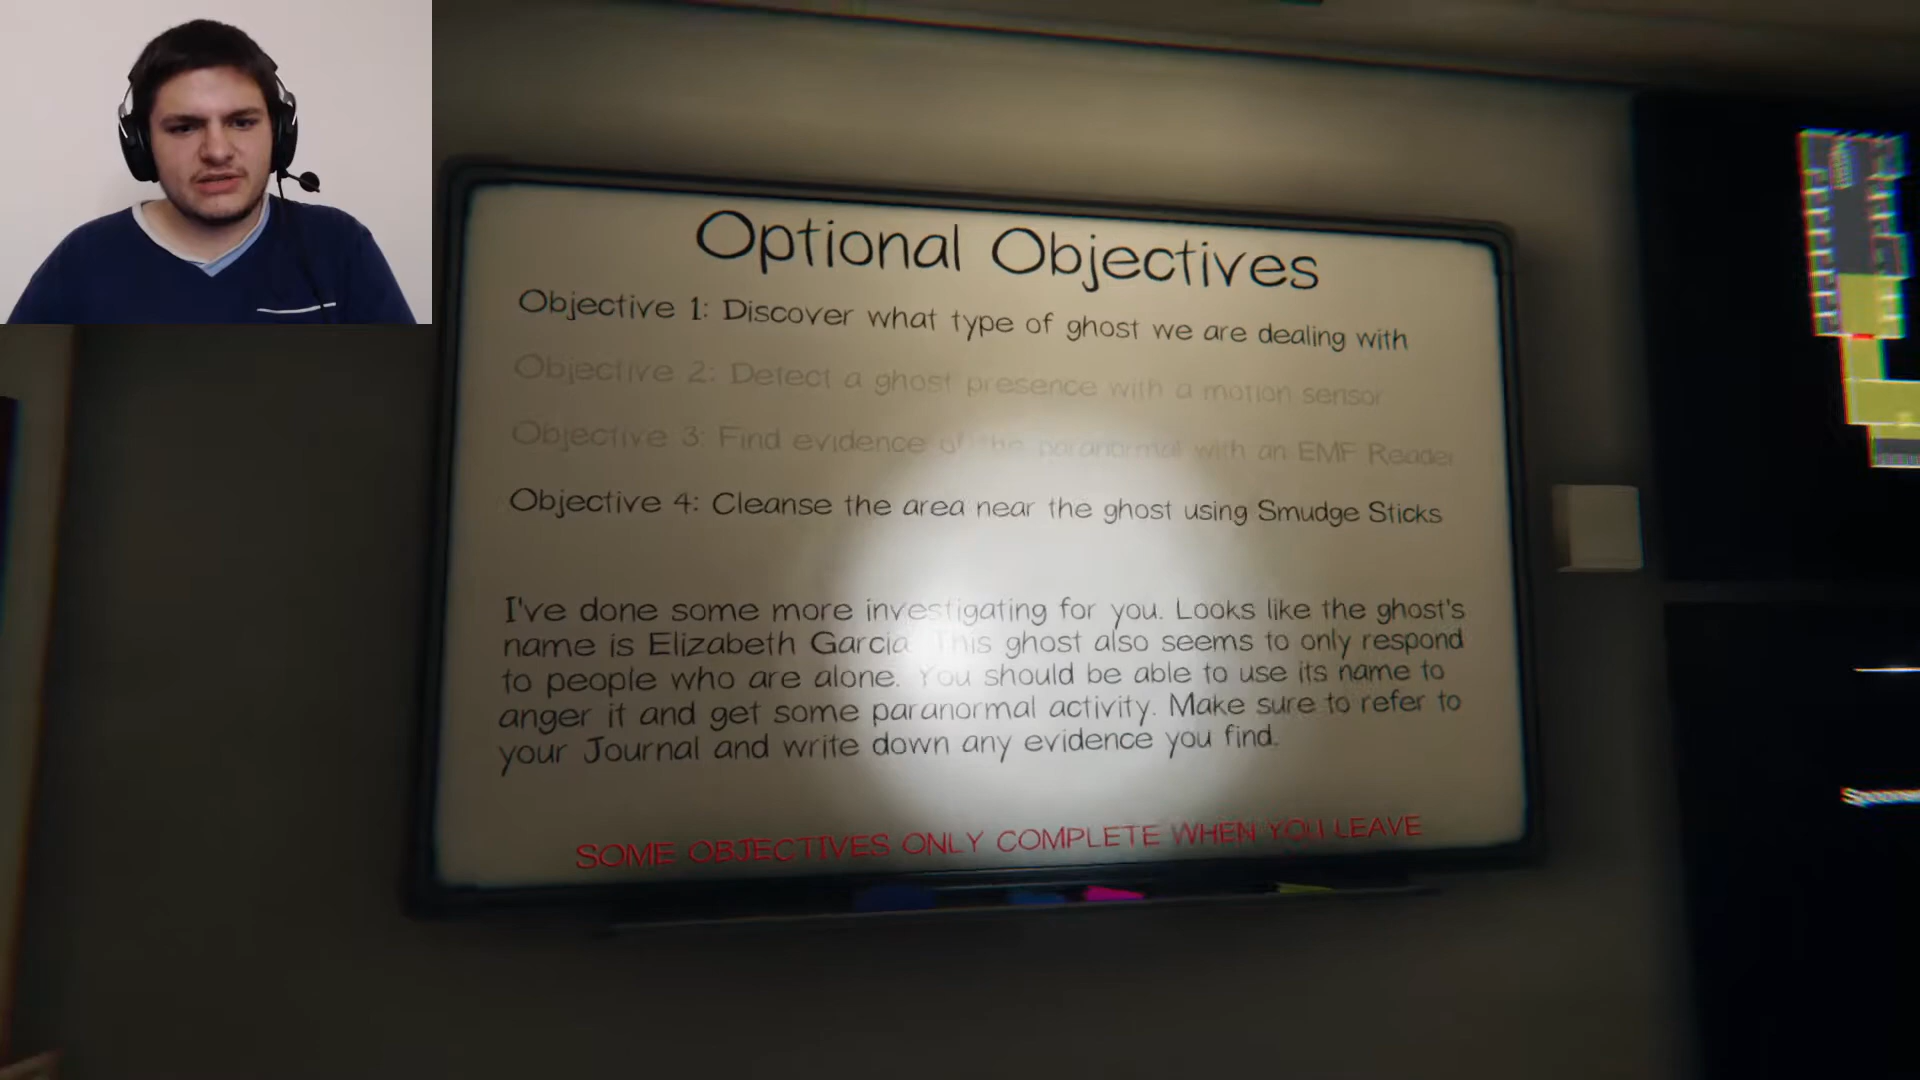 Optional Objectives
Objective 1: Discover what type of ghost we are dealing with
Objective 2: Detect a ghost presence with a motion sensor
Objective 3: Find evidence of the paranormal with an EMF Reader
Objective 4: Cleanse the area near the ghost using Smudge Sticks
I've done some more investigating for you. Looks like the ghost's
name is Elizabeth Garcia. This ghost also seems to only respond
to people who are alone. You should be able to use its name to
anger it and get some paranormal activity. Make sure to refer to
your Journal and write down any evidence you find.
SOME OBJECTIVES ONLY COMPLETE WHEN YOU LEAVE